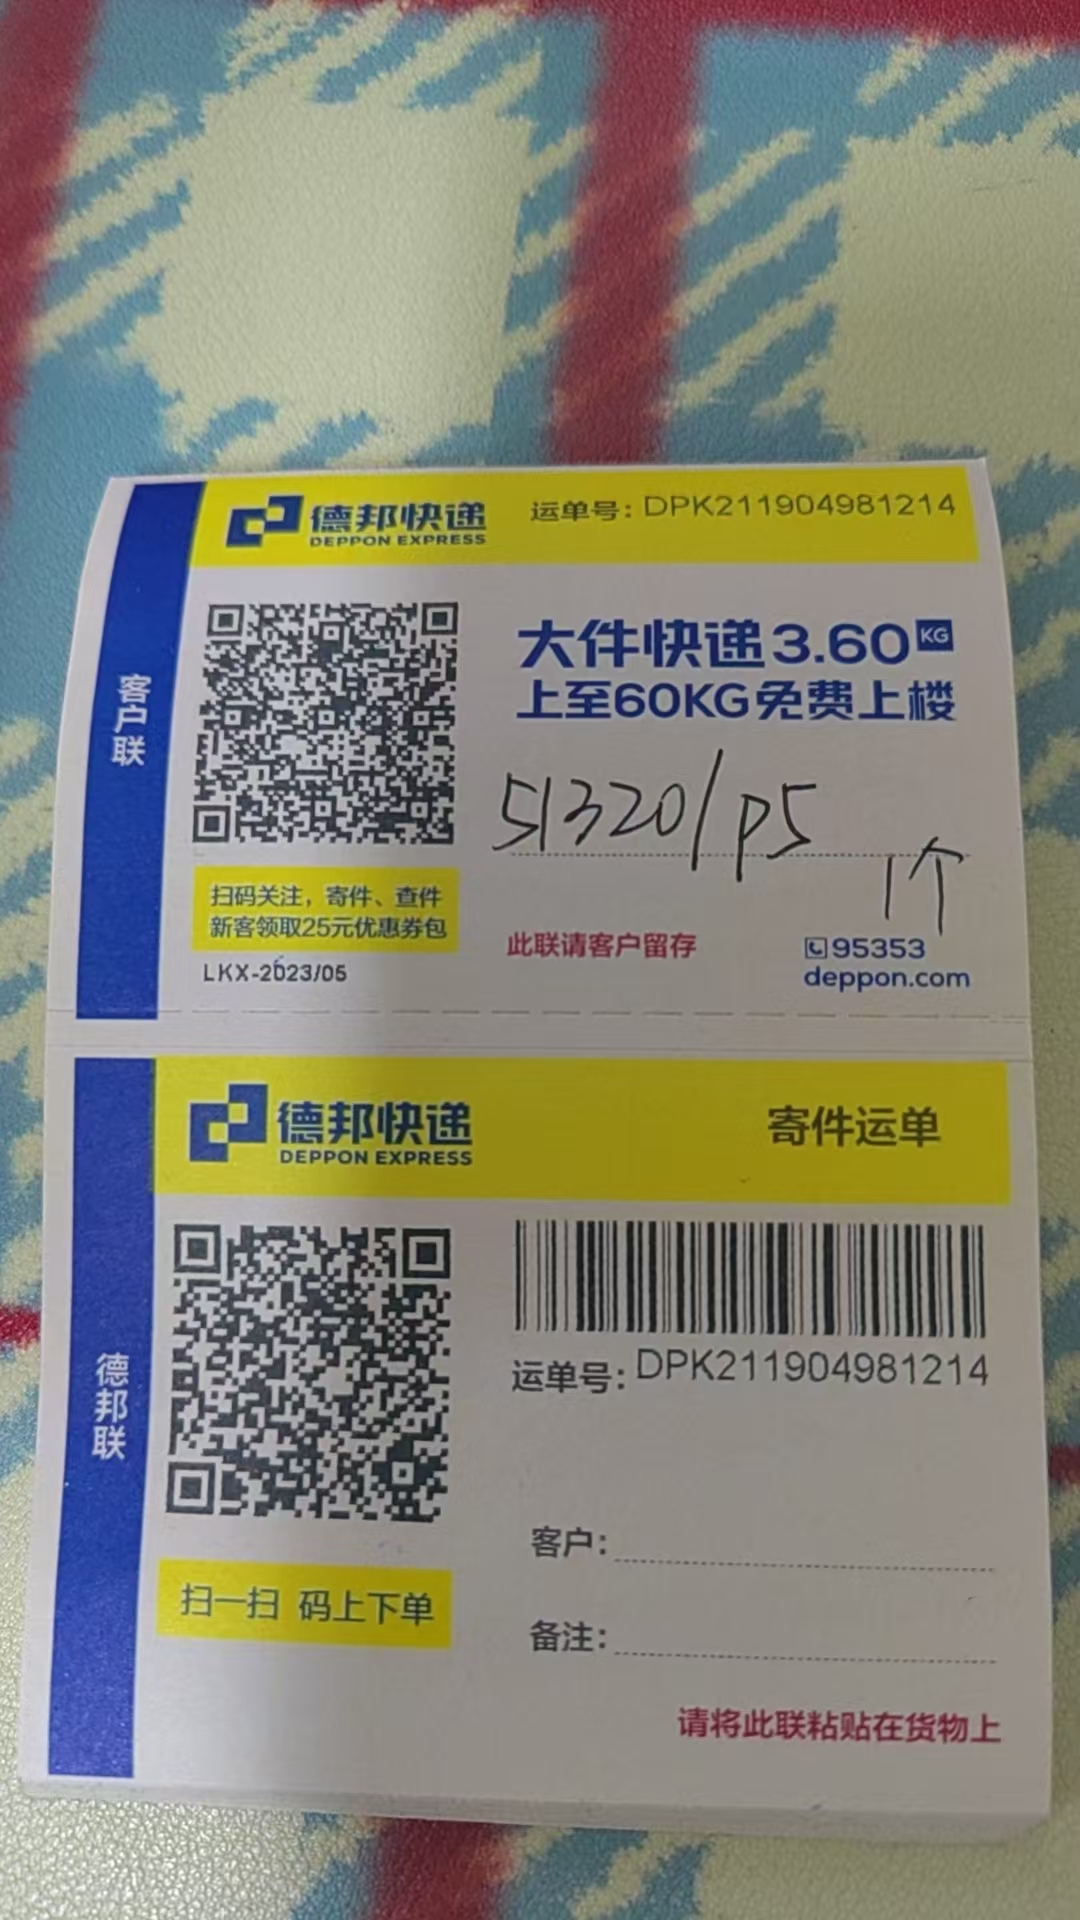 德邦快递
DEPPON EXPRESS
运单号: DPK211904981214
客户联
大件快递3.60KG
上至60KG免费上楼
51320/p5
1个
扫码关注，寄件、查件
新客领取25元优惠券包
LKX-2023/05
此联请客户留存
95353
deppon.com
德邦快递
DEPPON EXPRESS
寄件运单
德邦联
运单号: DPK211904981214
客户:
备注:
扫一扫 码上下单
请将此联粘贴在货物上